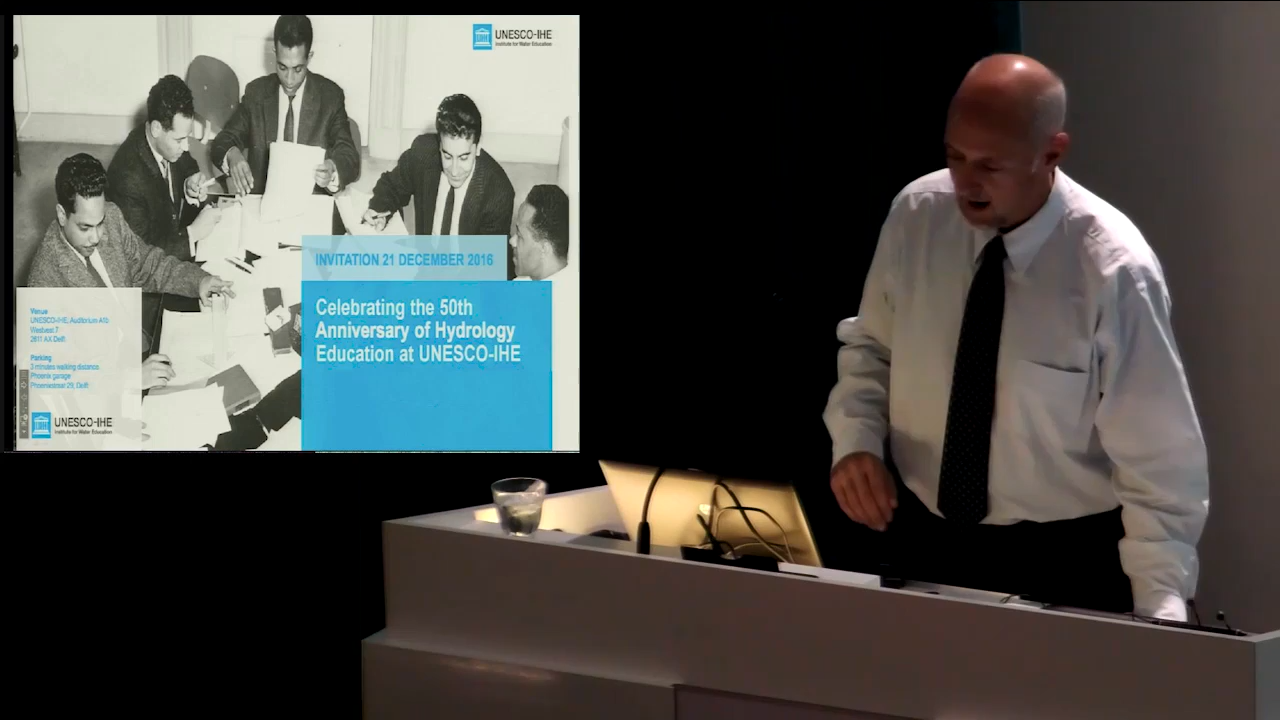 UNESCO-IHE
Institute for Water Education
INVITATION 21 DECEMBER 2016
Celebrating the 50th
Anniversary of Hydrology
Education at UNESCO-IHE
Venue
UNESCO-IHE, Auditorium A1b
Westvest 7
2611 AX Delft
Parking
3 minutes walking distance
Phoenix garage
Phoenixstraat 29, Delft
UNESCO-IHE
Institute for Water Education